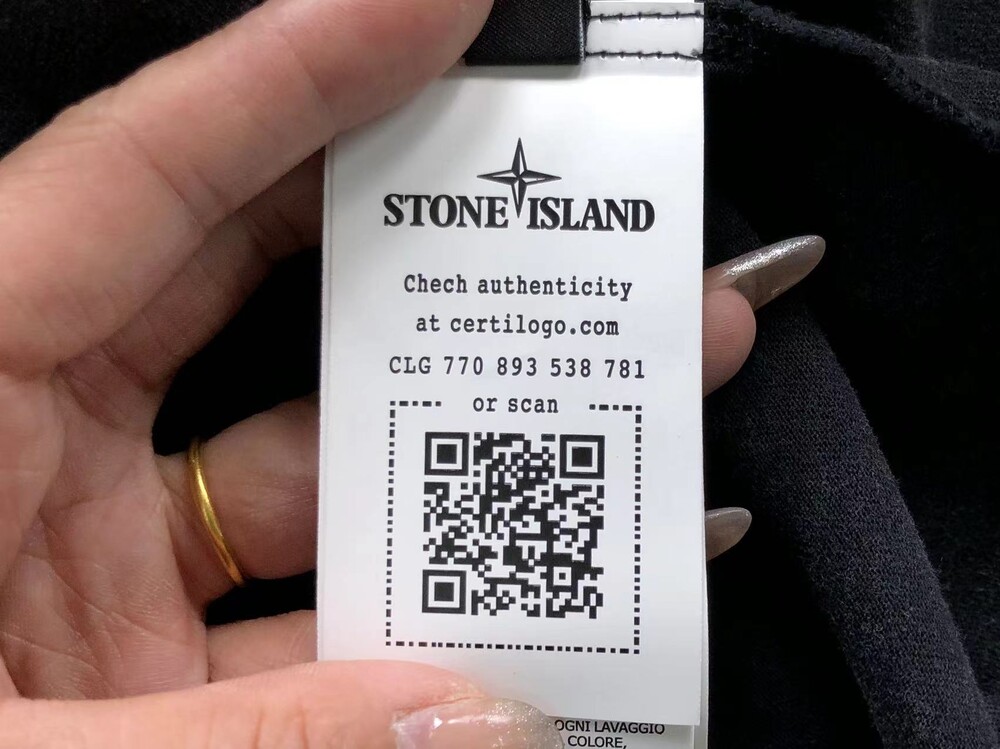 STONE ISLAND
Chech authenticity
at certilogo.com
CLG 770 893 538 781
or scan
OGNI LAVAGGIO
COLORE,